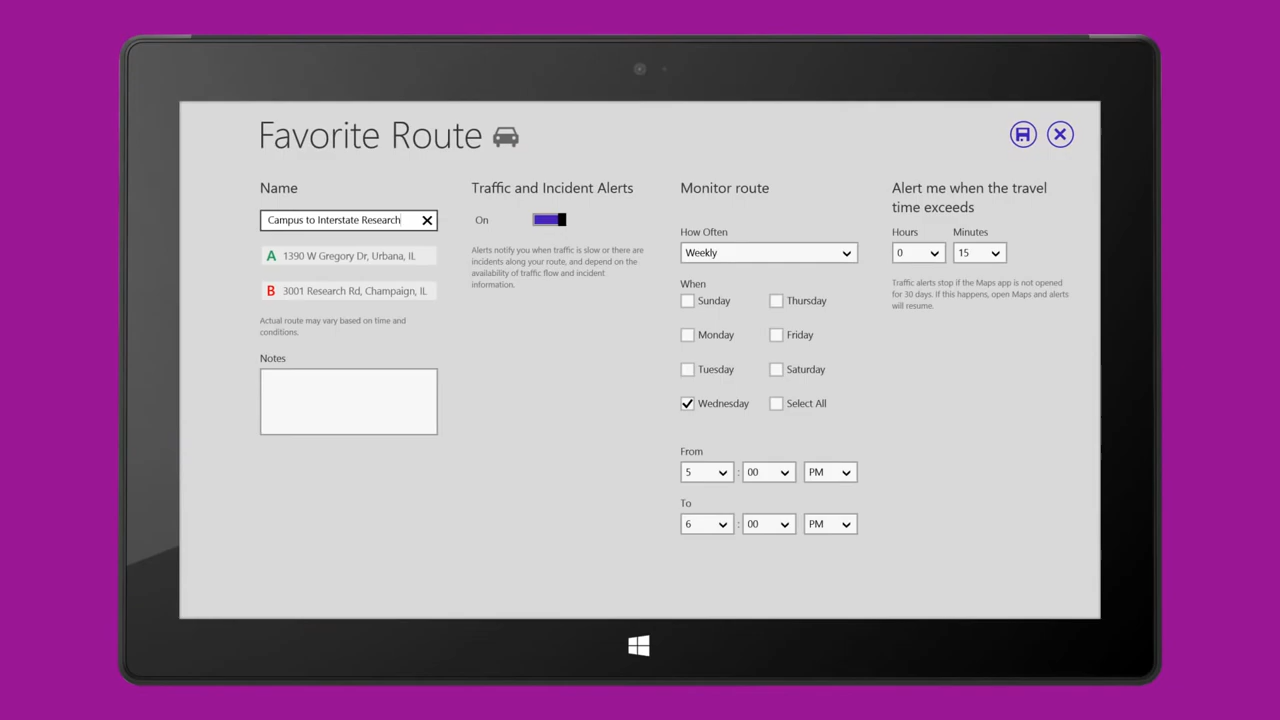 Favorite Route
Name
Campus to Interstate Research
A 1390 W Gregory Dr, Urbana, IL
B 3001 Research Rd, Champaign, IL
Actual route may vary based on time and
conditions.
Notes
Traffic and Incident Alerts
On
Alerts notify you when traffic is slow or there are
incidents along your route, and depend on the
availability of traffic flow and incident
information.
Monitor route
How Often
Weekly
When
Sunday
Thursday
Monday
Friday
Tuesday
Saturday
Wednesday
Select All
From
5 : 00 PM
To
6 : 00 PM
Alert me when the travel
time exceeds
Hours Minutes
0 15
Traffic alerts stop if the Maps app is not opened
for 30 days. If this happens, open Maps and alerts
will resume.